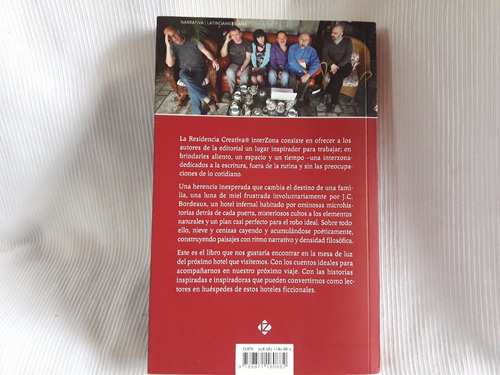 NARRATIVA | LATINOAMERICANA
La Residencia Creativa® interZona consiste en ofrecer a los
autores de la editorial un lugar inspirador para trabajar; en
brindarles aliento, un espacio y un tiempo –una interzona–
dedicados a la escritura, fuera de la rutina y sin las preocupa-
ciones de lo cotidiano.
Una herencia inesperada que cambia el destino de una fami-
lia, una luna de miel frustrada involuntariamente por J.C.
Bordeaux, un hotel infernal habitado por ominosas microhis-
torias detrás de cada puerta, misteriosos cultos a los elementos
naturales y un plan casi perfecto para el robo ideal. Sobre
todo ello, nieve y cenizas cayendo y acumulándose poéticamente,
construyendo paisajes con ritmo narrativo y densidad filosófica.
Este es el libro que nos gustaría encontrar en la mesa de luz
del próximo hotel que visitemos. Con los cuentos ideales para
acompañarnos en nuestro próximo viaje. Con las historias
inspiradas e inspiradoras que pueden convertirnos como lec-
tores en huéspedes de estos hoteles ficcionales.
IZ
ISBN